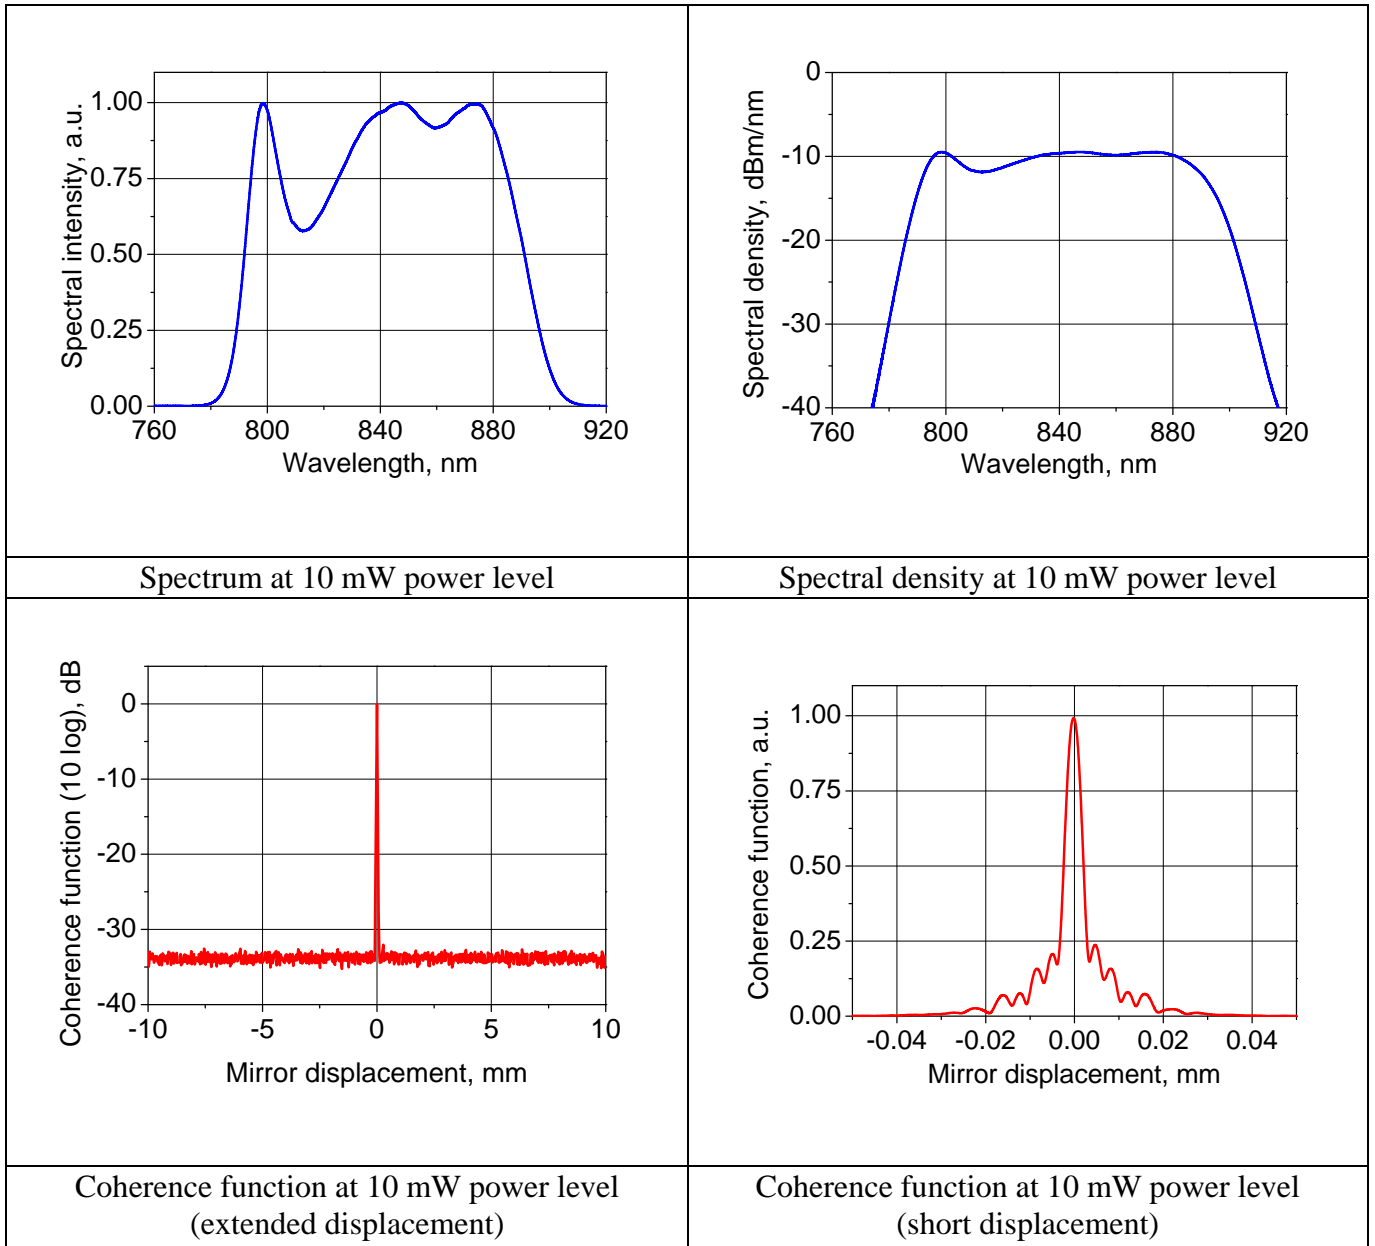 Spectral intensity, a.u.
1.00
0.75
0.50
0.25
0.00
760 800 840 880 920
Wavelength, nm
Spectral density, dBm/nm
0
-10
-20
-30
-40
760 800 840 880 920
Wavelength, nm
Spectrum at 10 mW power level
Spectral density at 10 mW power level
Coherence function (10 log), dB
0
-10
-20
-30
-40
-10 -5 0 5 10
Mirror displacement, mm
Coherence function, a.u.
1.00
0.75
0.50
0.25
0.00
-0.04 -0.02 0.00 0.02 0.04
Mirror displacement, mm
Coherence function at 10 mW power level
(extended displacement)
Coherence function at 10 mW power level
(short displacement)